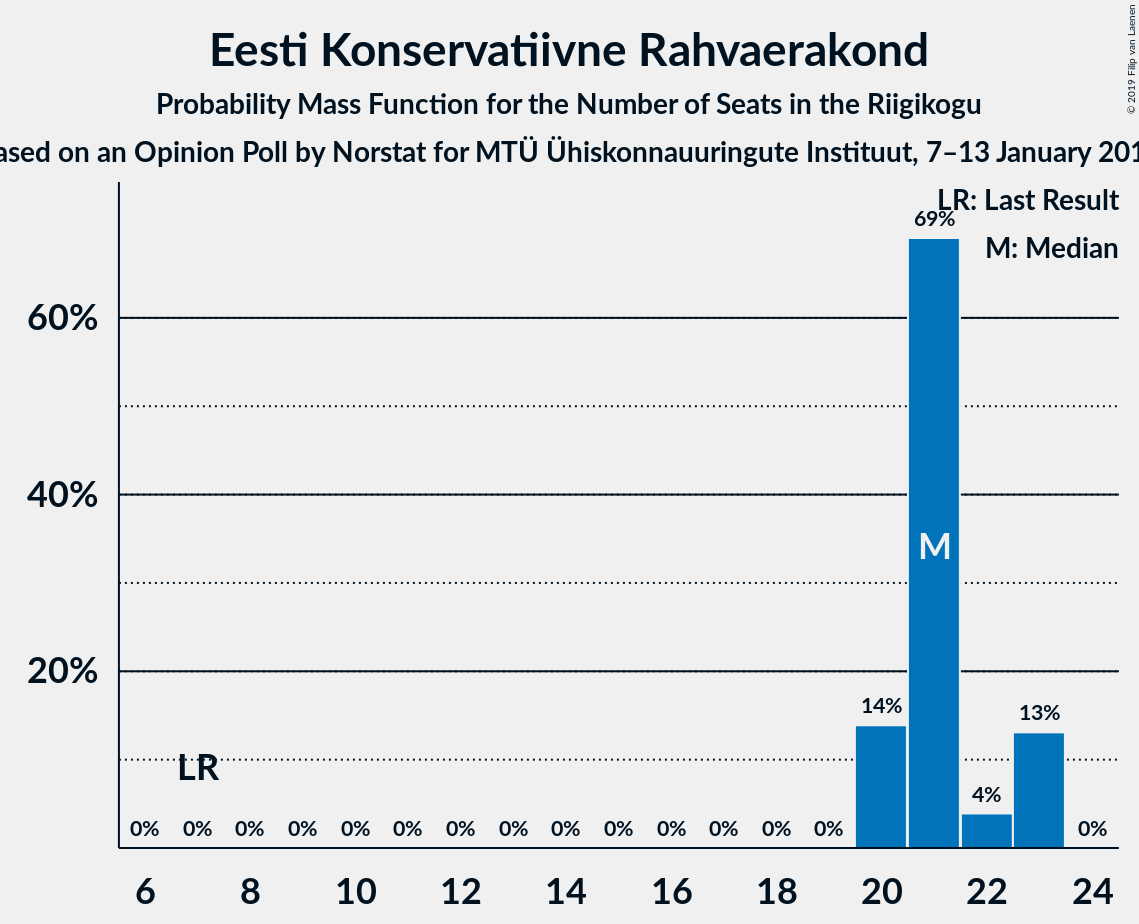 Eesti Konservatiivne Rahvaerakond
Probability Mass Function for the Number of Seats in the Riigikogu
ased on an Opinion Poll by Norstat for MTÜ Ühiskonnauuringute Instituut, 7–13 January 201
© 2019 Filip van Laenen
LR: Last Result
M: Median
69%
60%
40%
M
20%
14%
13%
LR
4%
0% 0% 0% 0% 0% 0% 0% 0% 0% 0% 0% 0% 0% 0% 0%
6 8 10 12 14 16 18 20 22 24